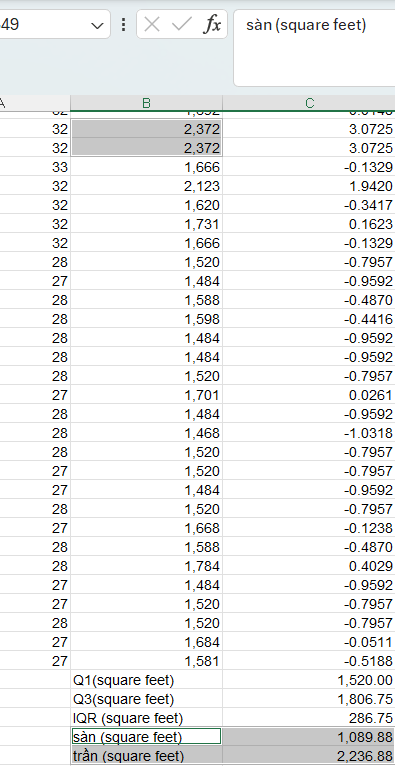 49 fx sàn (square feet)
A B C
32 2,372 3.0725
32 2,372 3.0725
33 1,666 -0.1329
32 2,123 1.9420
32 1,620 -0.3417
32 1,731 0.1623
32 1,666 -0.1329
28 1,520 -0.7957
27 1,484 -0.9592
28 1,588 -0.4870
28 1,598 -0.4416
28 1,484 -0.9592
28 1,484 -0.9592
28 1,520 -0.7957
27 1,701 0.0261
28 1,484 -0.9592
28 1,468 -1.0318
28 1,520 -0.7957
27 1,520 -0.7957
27 1,484 -0.9592
28 1,520 -0.7957
27 1,668 -0.1238
28 1,588 -0.4870
28 1,784 0.4029
27 1,484 -0.9592
27 1,520 -0.7957
28 1,520 -0.7957
27 1,684 -0.0511
27 1,581 -0.5188
Q1(square feet) 1,520.00
Q3(square feet) 1,806.75
IQR (square feet) 286.75
sàn (square feet) 1,089.88
trần (square feet) 2,236.88